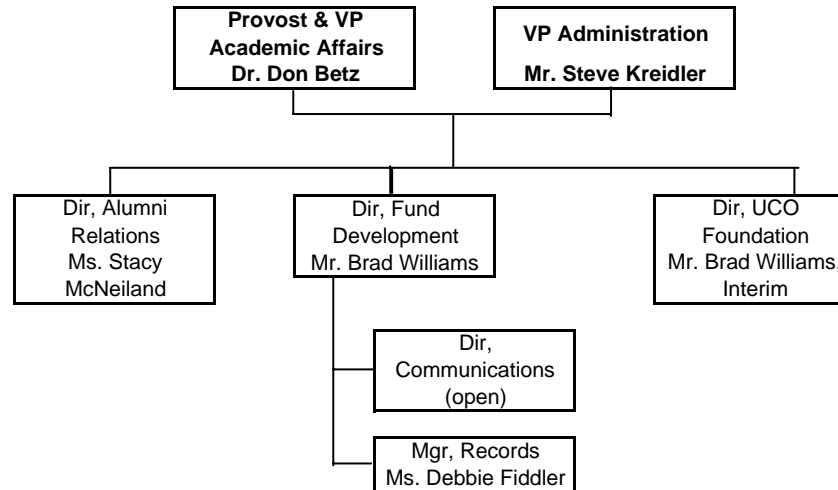 Provost & VP
Academic Affairs
Dr. Don Betz
VP Administration
Mr. Steve Kreidler
Dir, Alumni
Relations
Ms. Stacy
McNeiland
Dir, Fund
Development
Mr. Brad Williams
Dir, UCO
Foundation
Mr. Brad Williams,
Interim
Dir,
Communications
(open)
Mgr, Records
Ms. Debbie Fiddler